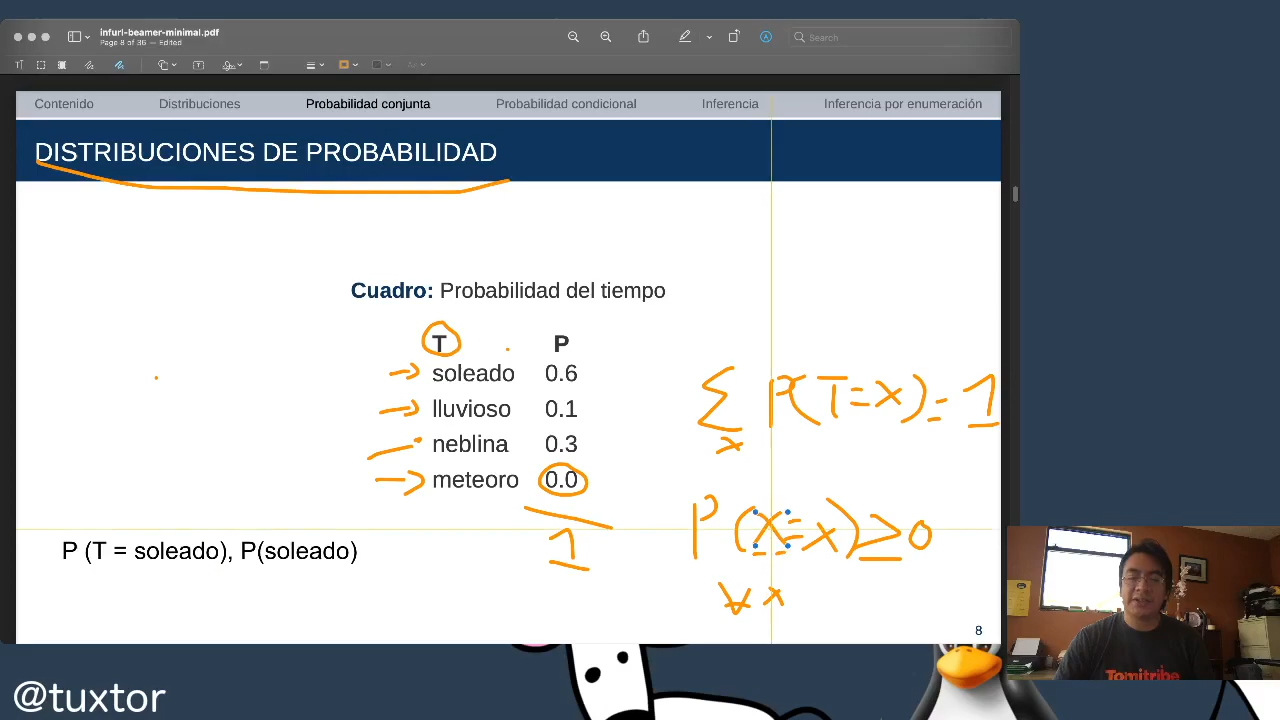 infurl-beamer-minimal.pdf
Page 8 of 36 — Edited
Search
Contenido Distribuciones Probabilidad conjunta Probabilidad condicional Inferencia Inferencia por enumeración
DISTRIBUCIONES DE PROBABILIDAD
Cuadro: Probabilidad del tiempo
T P
soleado 0.6
lluvioso 0.1
neblina 0.3
meteoro 0.0
1
∑ P(T=x)=1
x
P(X=x)≥0
∀x
P (T = soleado), P(soleado)
8
Tomitribe
@tuxtor